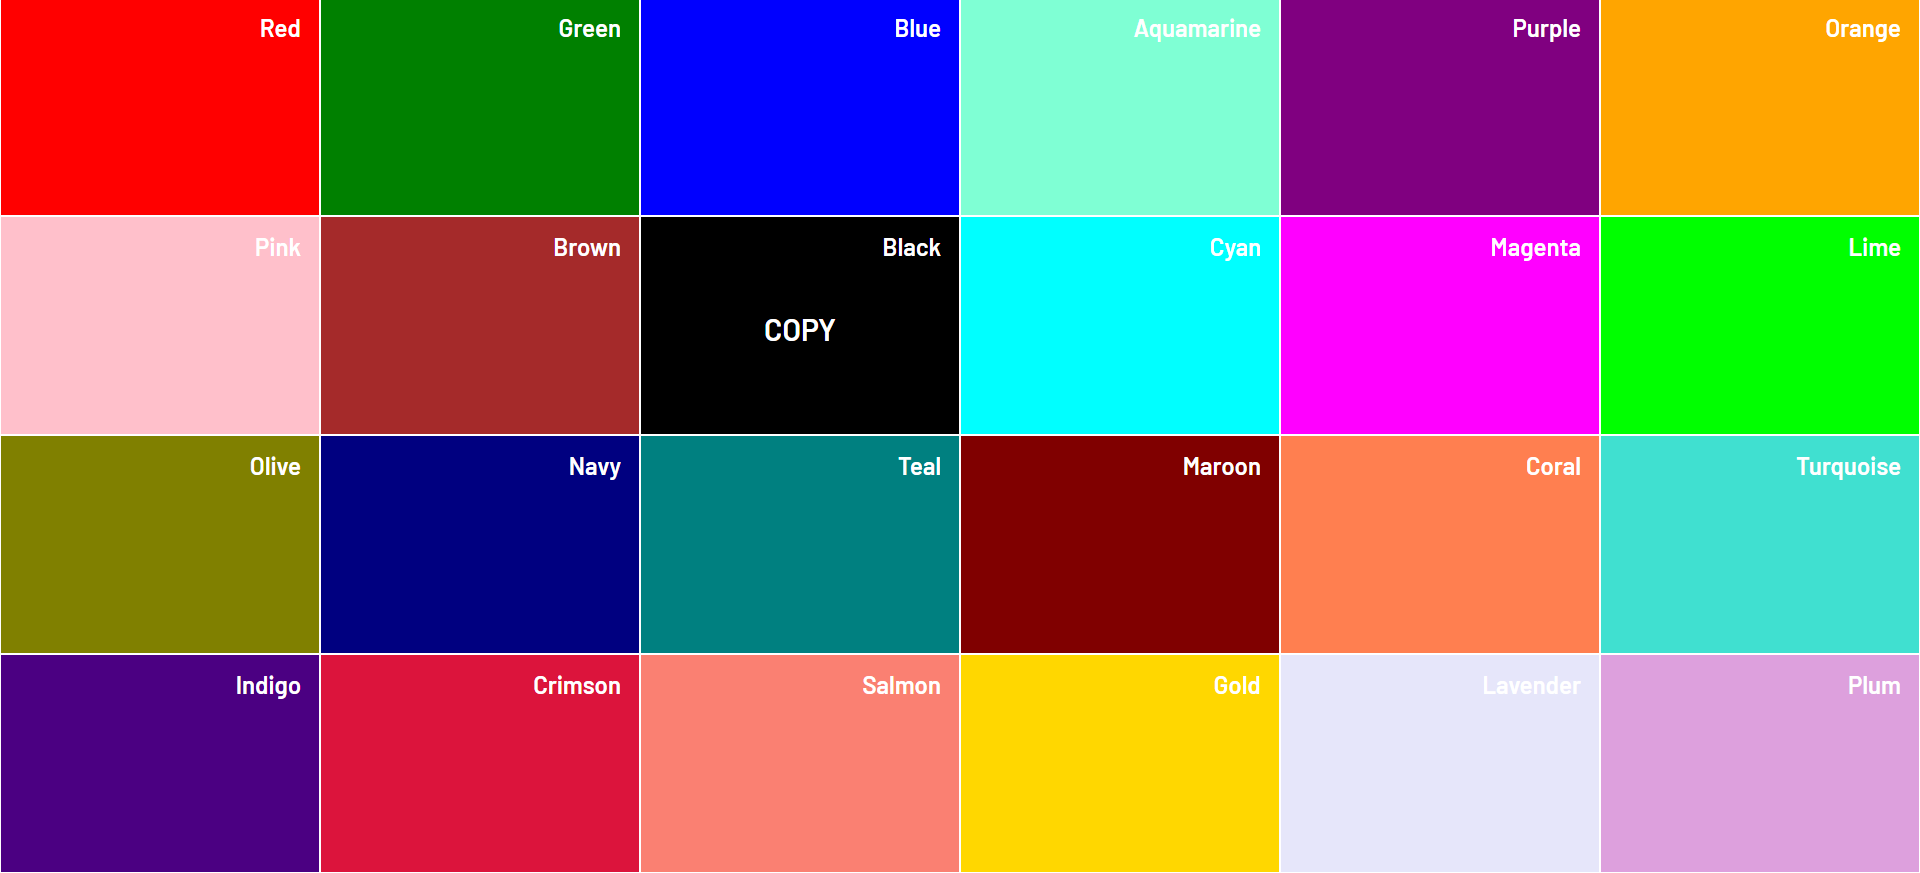 Red
Green
Blue
Aquamarine
Purple
Orange
Pink
Brown
Black
COPY
Cyan
Magenta
Lime
Olive
Navy
Teal
Maroon
Coral
Turquoise
Indigo
Crimson
Salmon
Gold
Lavender
Plum